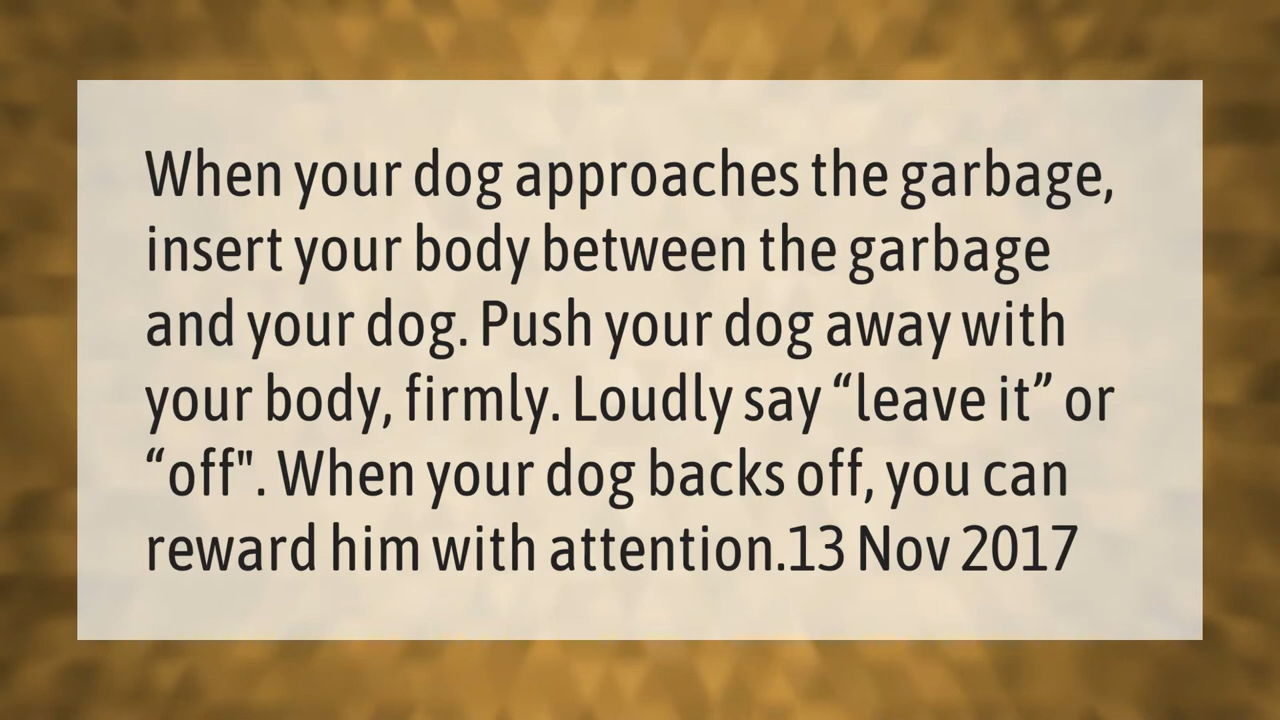 When your dog approaches the garbage,
insert your body between the garbage
and your dog. Push your dog away with
your body, firmly. Loudly say “leave it” or
“off". When your dog backs off, you can
reward him with attention.13 Nov 2017